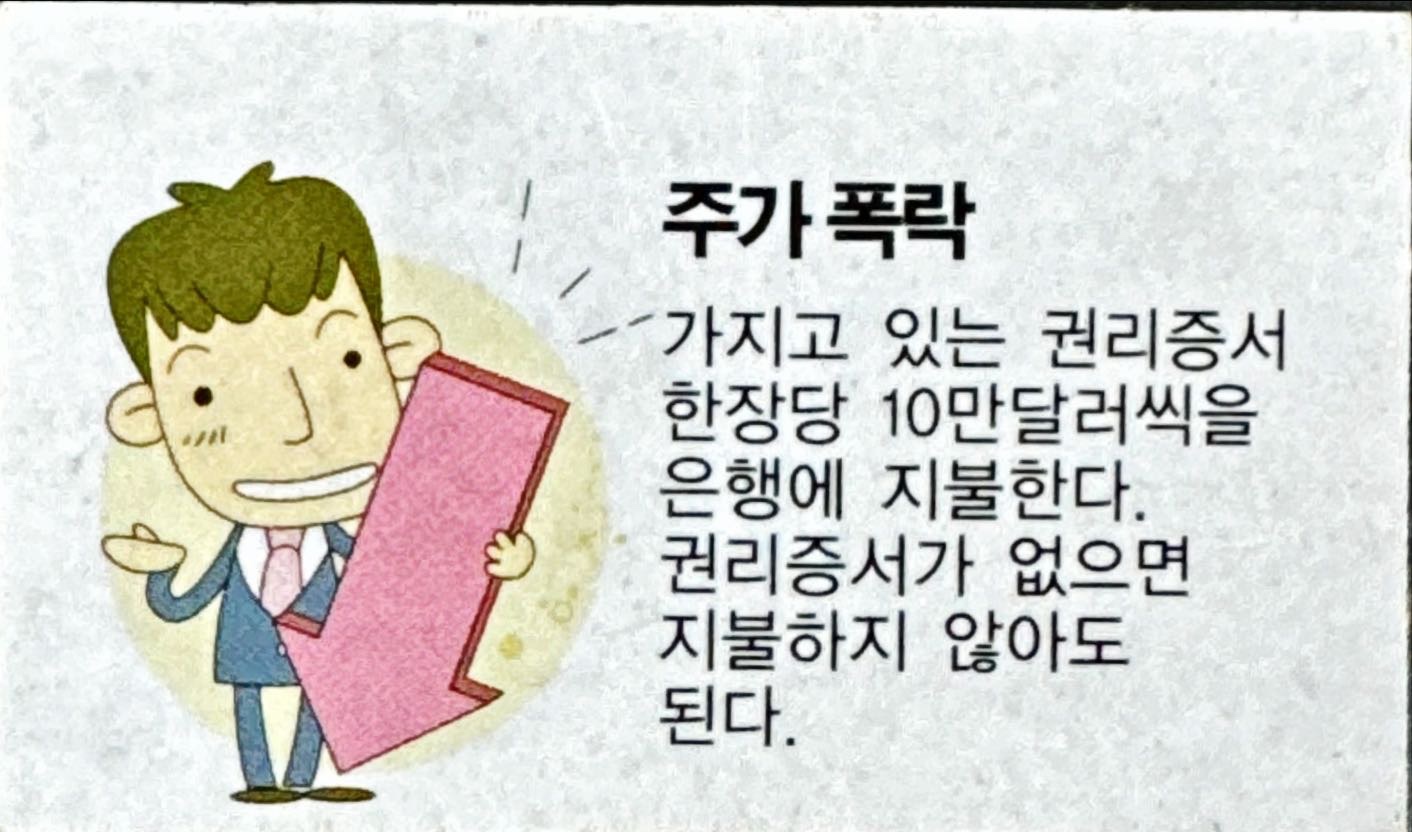 주가 폭락
가지고 있는 권리증서
한장당 10만달러씩을
은행에 지불한다.
권리증서가 없으면
지불하지 않아도
된다.